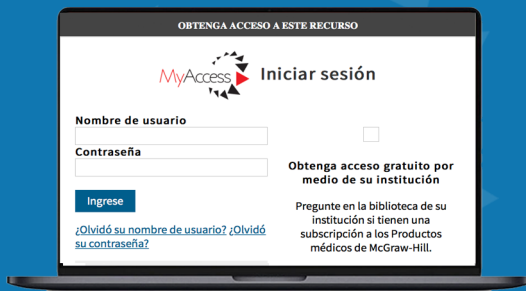 OBTENGA ACCESO A ESTE RECURSO
MyAccess Iniciar sesión
Nombre de usuario
Contraseña
Ingrese
¿Olvidó su nombre de usuario? ¿Olvidó
su contraseña?
Obtenga acceso gratuito por
medio de su institución
Pregunte en la biblioteca de su
institución si tienen una
subscripción a los Productos
médicos de McGraw-Hill.